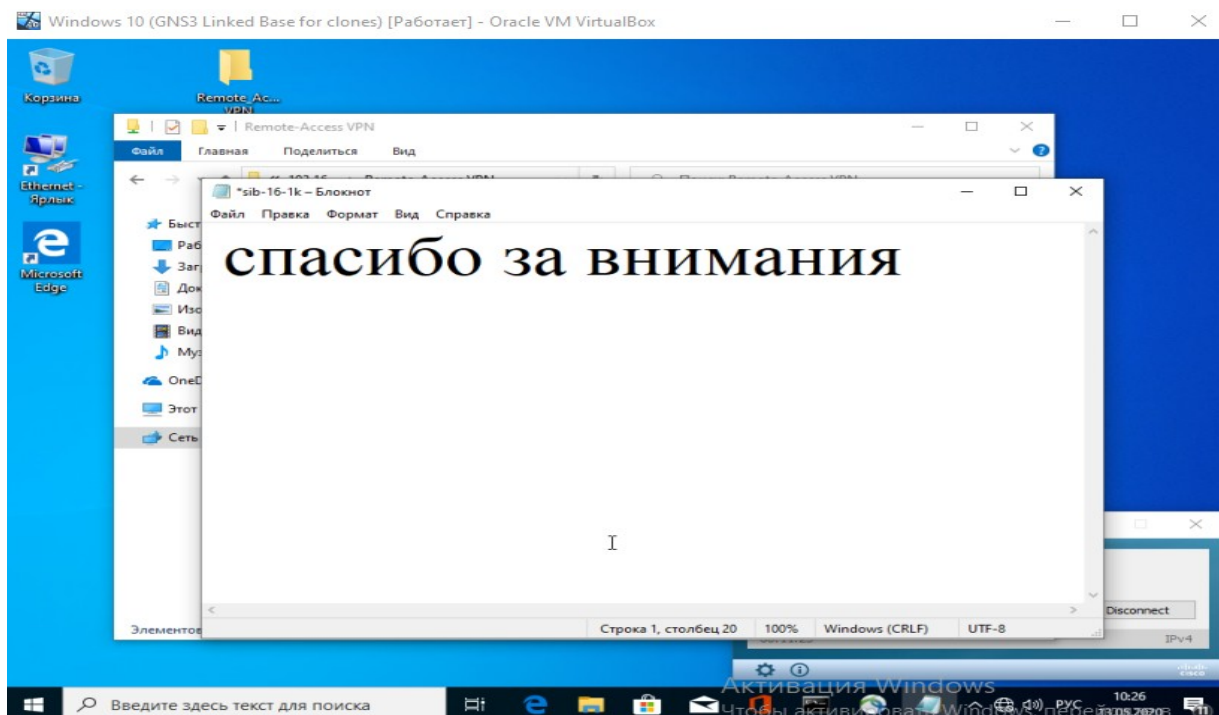 Windows 10 (GNS3 Linked Base for clones) [Работает] - Oracle VM VirtualBox
Корзина
Remote_Ac...
VPN
Remote-Access VPN
Файл Главная Поделиться Вид
Ethernet -
Ярлык
*sib-16-1k – Блокнот
Файл Правка Формат Вид Справка
спасибо за внимания
Microsoft
Edge
OneD
Этот
Сеть
Disconnect
Строка 1, столбец 20 100% Windows (CRLF) UTF-8
IPv4
Активация Windows
Введите здесь текст для поиска
РУС
10:26
13.05.2020